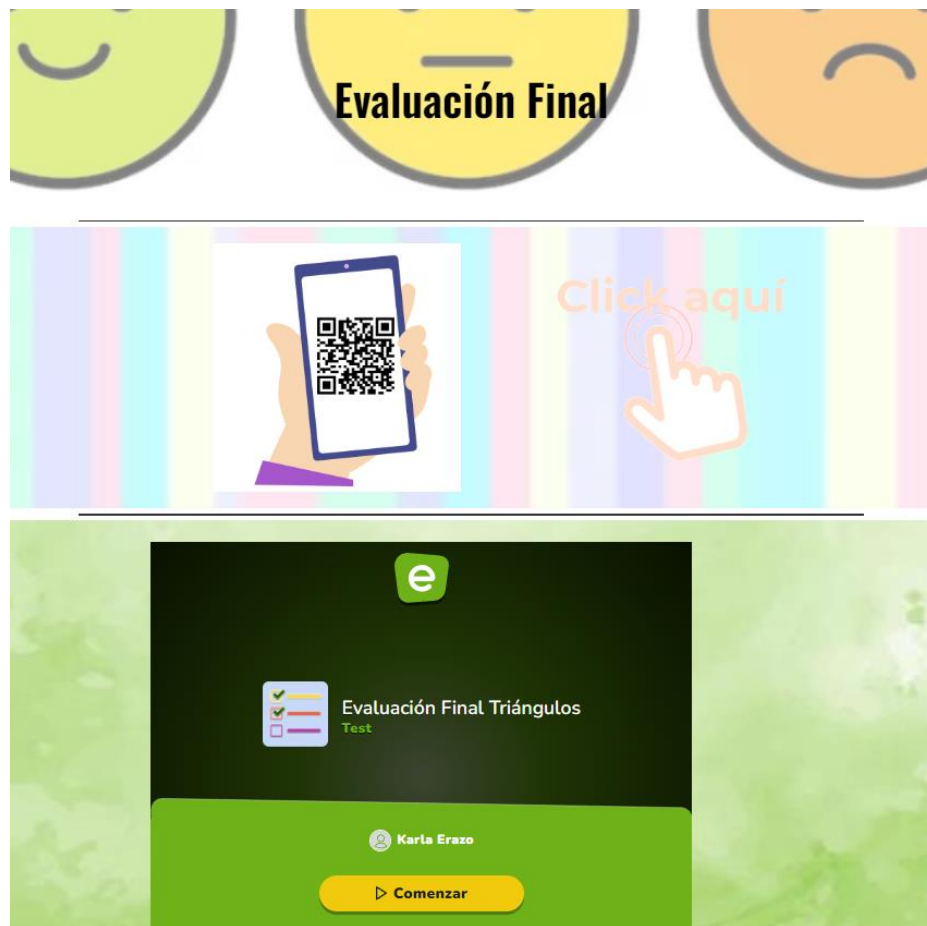 Evaluación Final
Click aquí
e
Evaluación Final Triángulos
Test
Karla Erazo
Comenzar